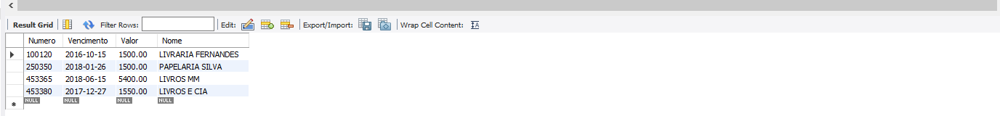 Result Grid Filter Rows: Edit: Export/Import: Wrap Cell Content: IA
Numero Vencimento Valor Nome
100120 2016-10-15 1500.00 LIVRARIA FERNANDES
250350 2018-01-26 1500.00 PAPELARIA SILVA
453365 2018-06-15 5400.00 LIVROS MM
453380 2017-12-27 1550.00 LIVROS E CIA
NULL NULL NULL NULL